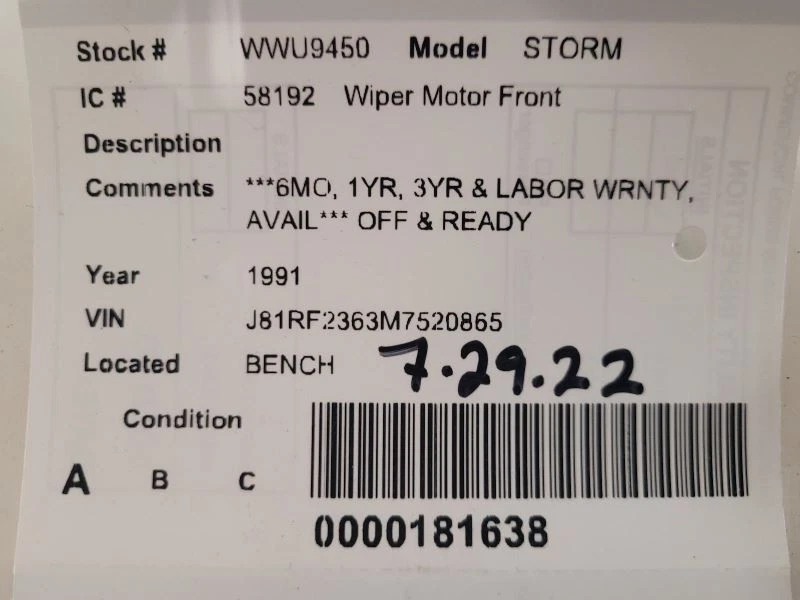 Stock # WWU9450 Model STORM
IC # 58192 Wiper Motor Front
Description
Comments ***6MO, 1YR, 3YR & LABOR WRNTY,
AVAIL*** OFF & READY
Year 1991
VIN J81RF2363M7520865
Located BENCH 7.29.22
Condition
A B C
0000181638